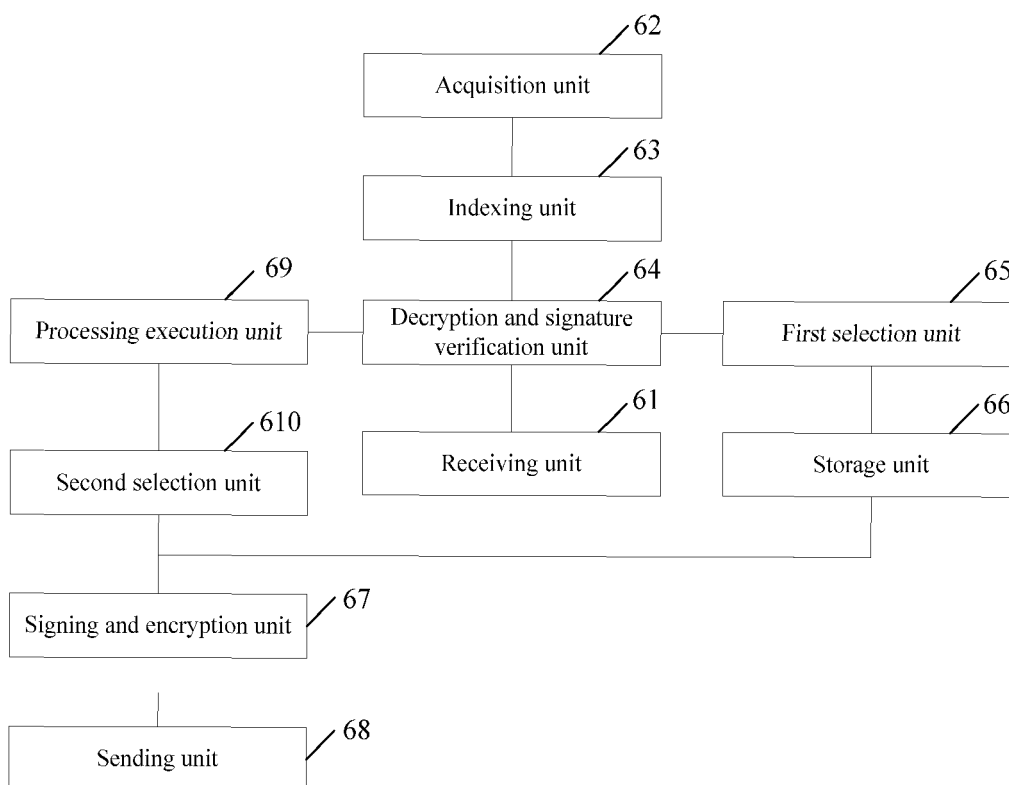 62
Acquisition unit
63
Indexing unit
69
64
65
Processing execution unit
Decryption and signature
verification unit
First selection unit
610
61
66
Second selection unit
Receiving unit
Storage unit
67
Signing and encryption unit
68
Sending unit